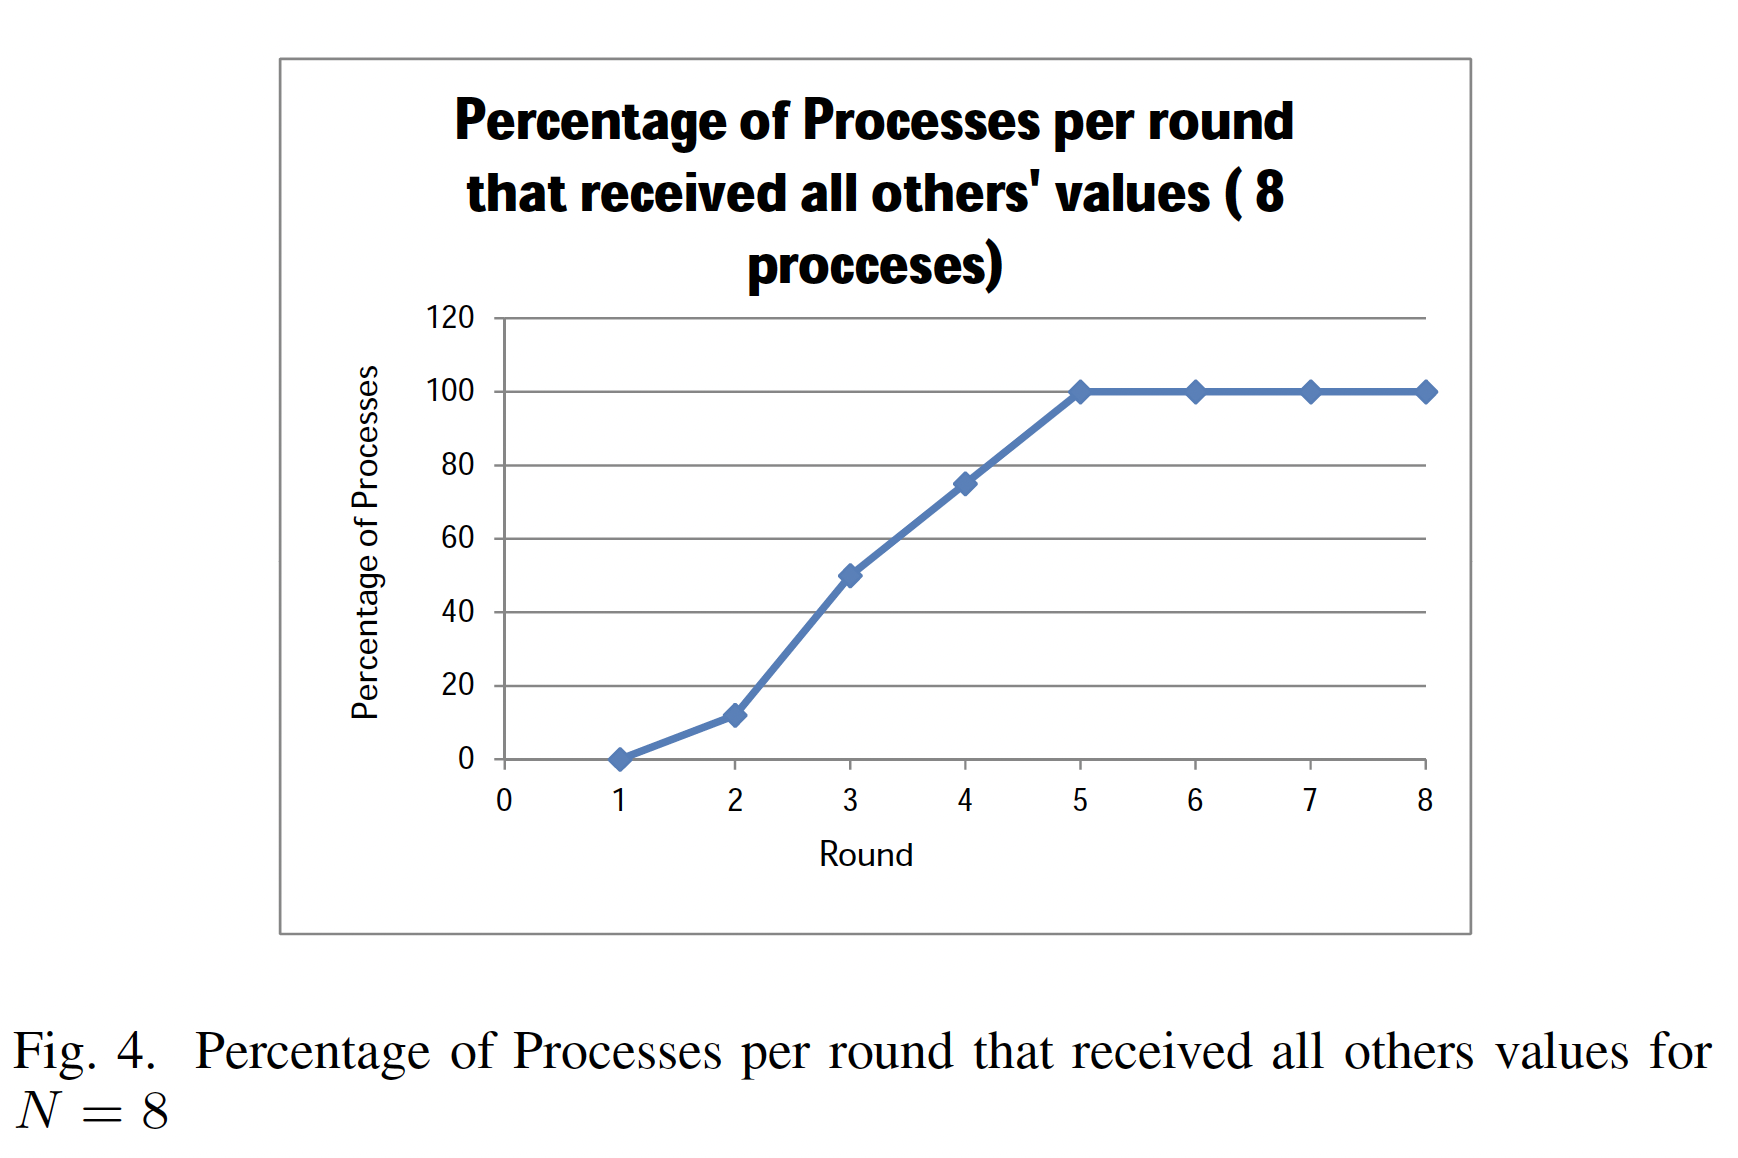 Percentage of Processes per round
that received all others' values ( 8
procceses)
120
100
80
60
40
20
0
Percentage of Processes
0 1 2 3 4 5 6 7 8
Round
Fig. 4. Percentage of Processes per round that received all others values for
N = 8